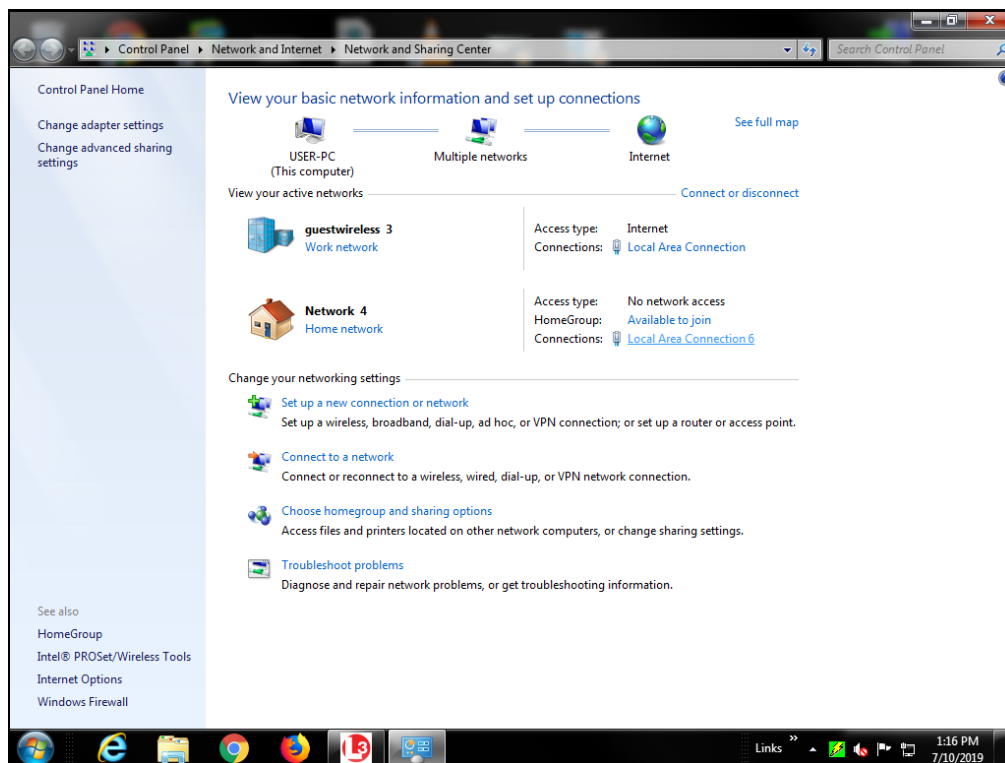 Control Panel ▸ Network and Internet ▸ Network and Sharing Center
Search Control Panel
Control Panel Home
Change adapter settings
Change advanced sharing
settings
View your basic network information and set up connections
See full map
USER-PC
(This computer)
Multiple networks
Internet
View your active networks
Connect or disconnect
guestwireless 3
Work network
Access type: Internet
Connections: Local Area Connection
Network 4
Home network
Access type: No network access
HomeGroup: Available to join
Connections: Local Area Connection 6
Change your networking settings
Set up a new connection or network
Set up a wireless, broadband, dial-up, ad hoc, or VPN connection; or set up a router or access point.
Connect to a network
Connect or reconnect to a wireless, wired, dial-up, or VPN network connection.
Choose homegroup and sharing options
Access files and printers located on other network computers, or change sharing settings.
Troubleshoot problems
Diagnose and repair network problems, or get troubleshooting information.
See also
HomeGroup
Intel® PROSet/Wireless Tools
Internet Options
Windows Firewall
L3
Links »
1:16 PM
7/10/2019